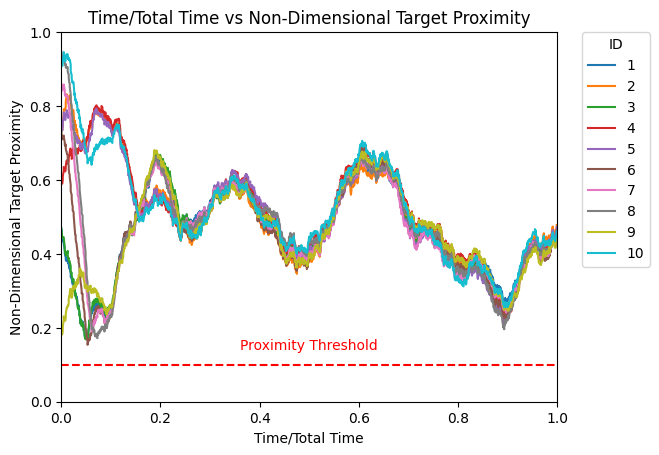 Time/Total Time vs Non-Dimensional Target Proximity
Non-Dimensional Target Proximity
1.0
0.8
0.6
0.4
0.2
0.0
Proximity Threshold
0.0 0.2 0.4 0.6 0.8 1.0
Time/Total Time
ID
1
2
3
4
5
6
7
8
9
10